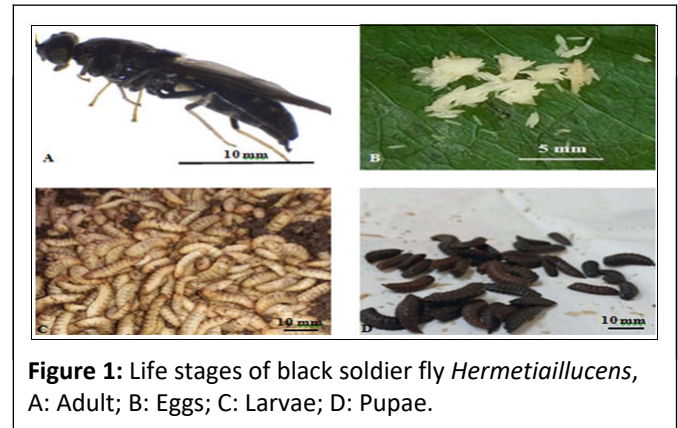 A
10 mm
B
5 mm
C
10 mm
D
10 mm
Figure 1: Life stages of black soldier fly Hermetiaillucens,
A: Adult; B: Eggs; C: Larvae; D: Pupae.